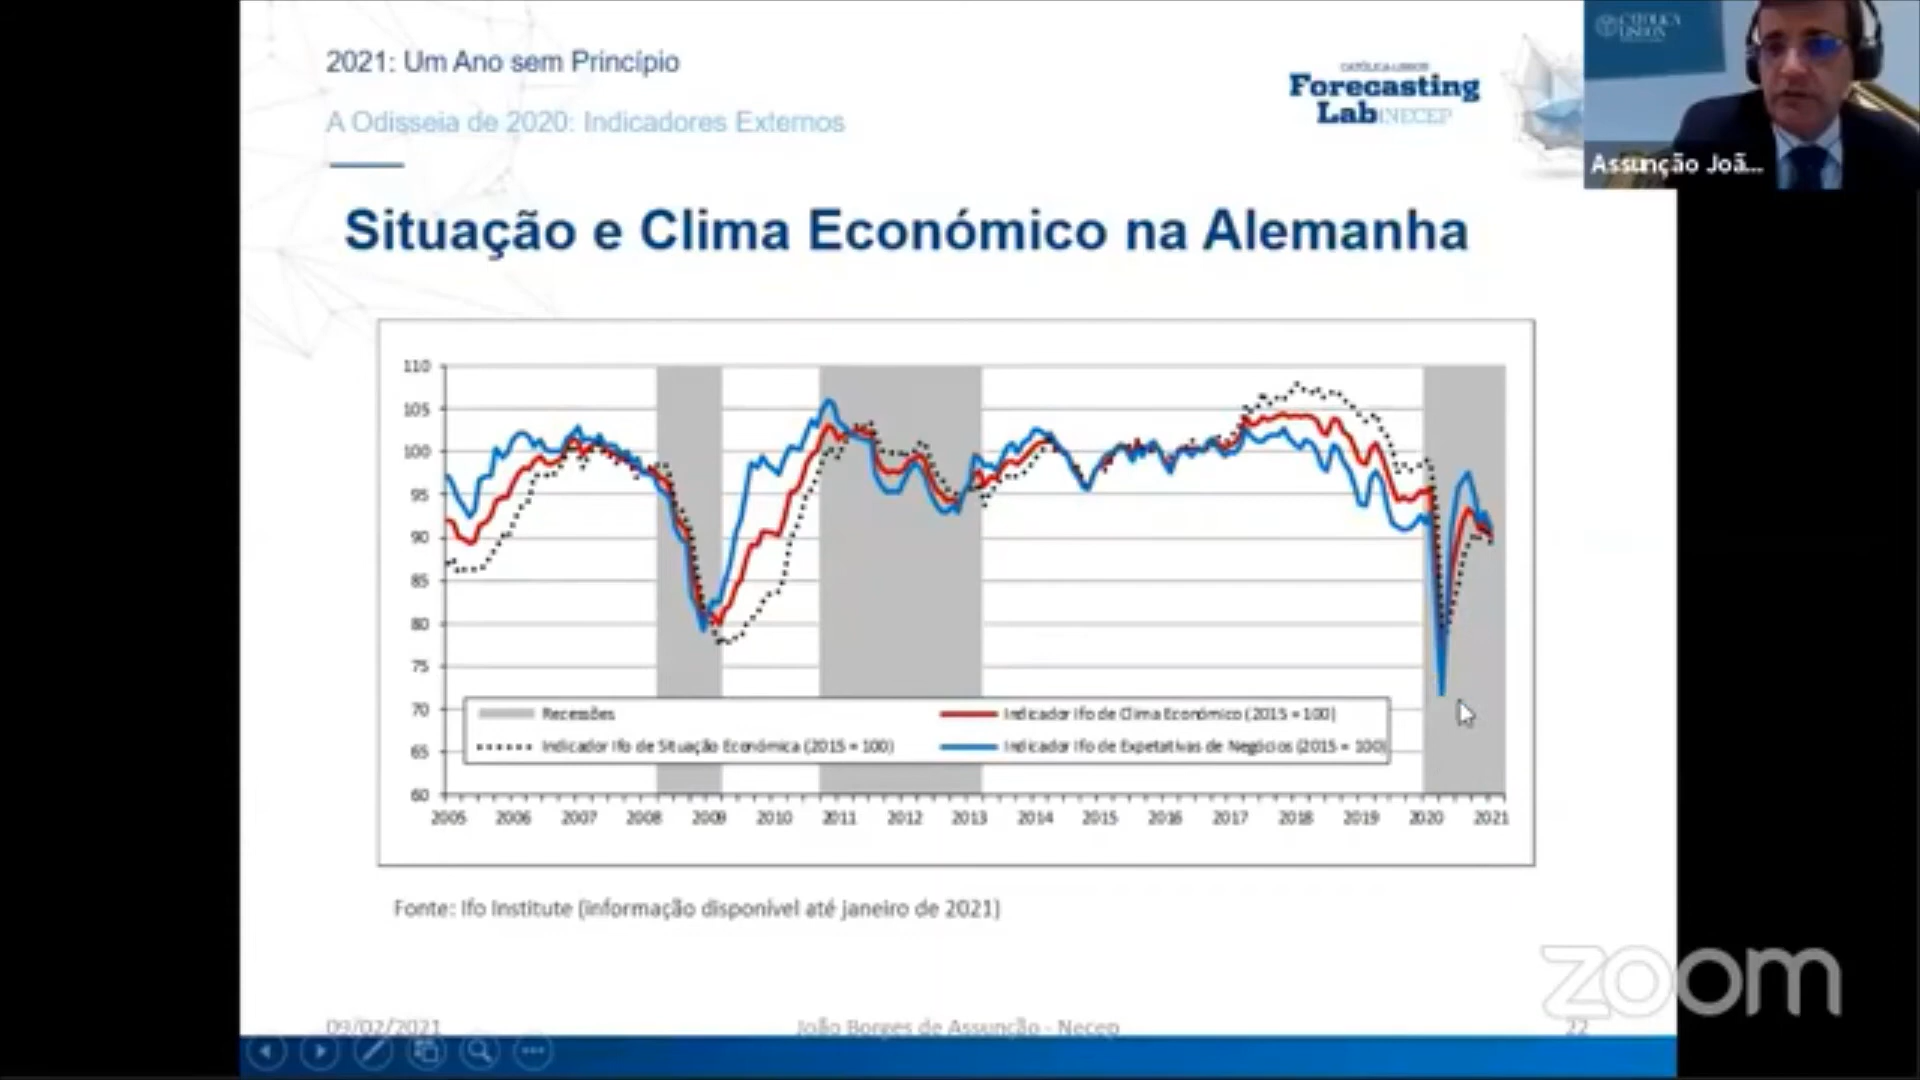 2021: Um Ano sem Princípio
A Odisseia de 2020: Indicadores Externos
CATÓLICA-LISBON
Forecasting
Lab NECEP
CATÓLICA
LISBON
Assunção Joã...
Situação e Clima Económico na Alemanha
110
105
100
95
90
85
80
75
70
65
60
Recessões
Indicador Ifo de Clima Económico (2015 = 100)
Indicador Ifo de Situação Económica (2015 = 100)
Indicador Ifo de Expetativas de Negócios (2015 = 100)
2005 2006 2007 2008 2009 2010 2011 2012 2013 2014 2015 2016 2017 2018 2019 2020 2021
Fonte: Ifo Institute (informação disponível até janeiro de 2021)
zoom
09/02/2021
João Borges de Assunção - Necep
22